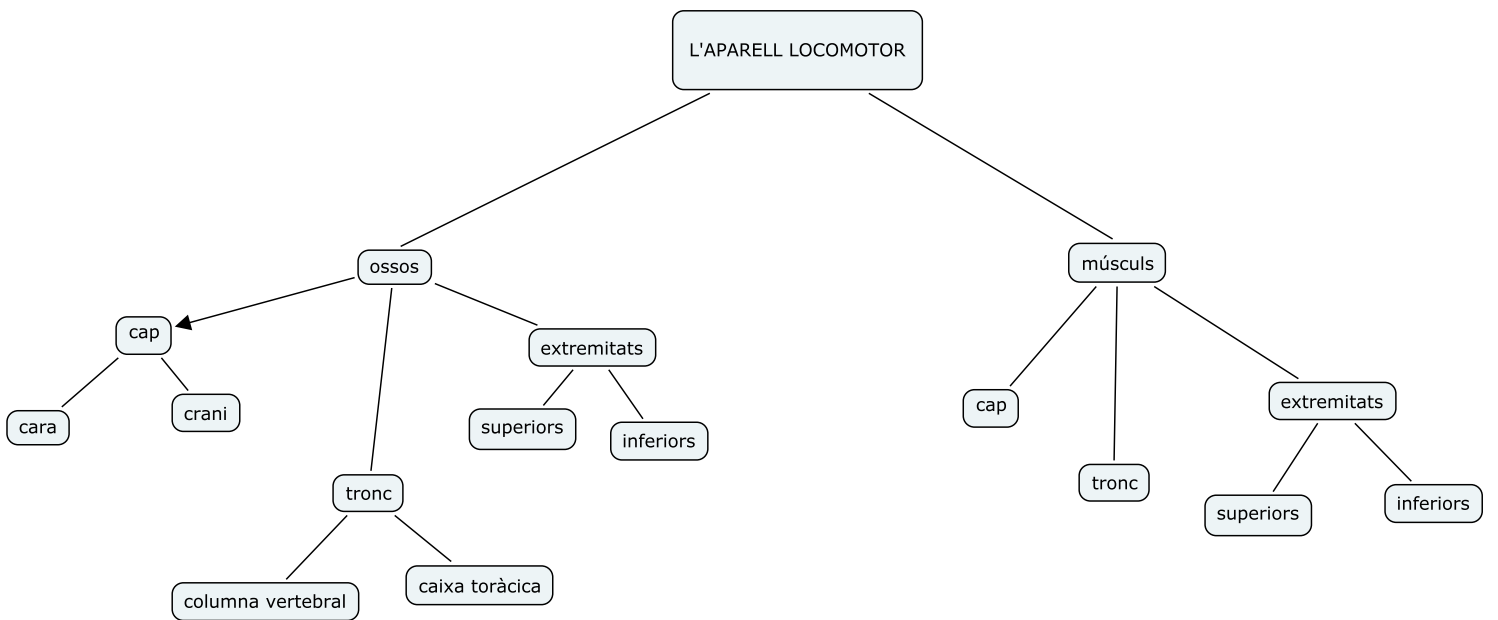 L'APARELL LOCOMOTOR
ossos
músculs
cap
extremitats
cara
crani
superiors
inferiors
tronc
columna vertebral
caixa toràcica
cap
tronc
extremitats
superiors
inferiors